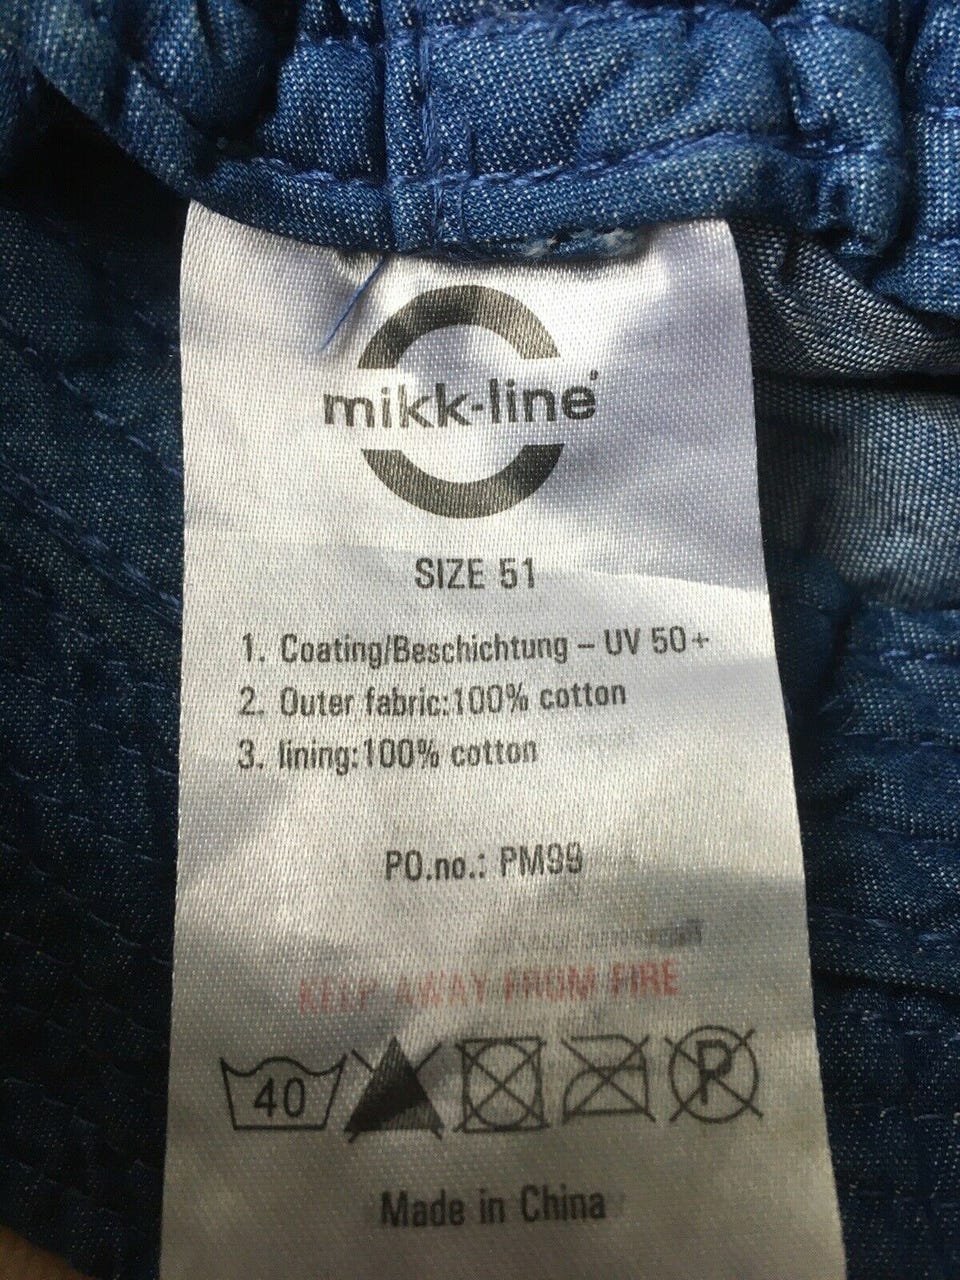 mikk-line
SIZE 51
1. Coating/Beschichtung – UV 50+
2. Outer fabric:100% cotton
3. lining:100% cotton
PO.no.: PM99
KEEP AWAY FROM FIRE
40
P
Made in China